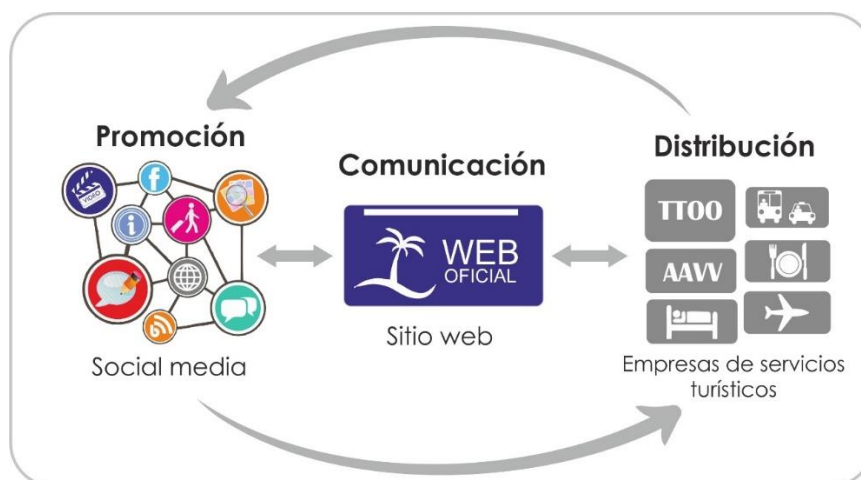 Promoción
VIDEO
f
i
Social media
Comunicación
WEB
OFICIAL
Sitio web
Distribución
TTOO
AAVV
Empresas de servicios
turísticos